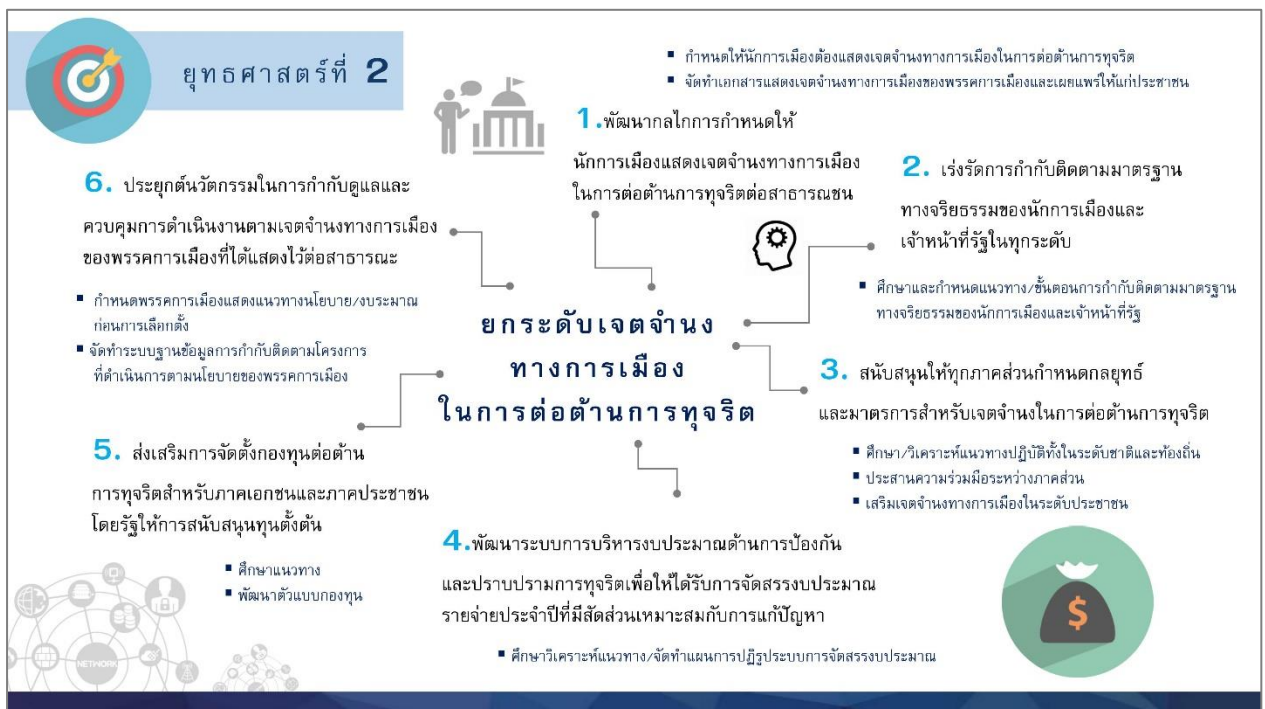 ยุทธศาสตร์ที่ 2
▪ กำหนดให้นักการเมืองต้องแสดงเจตจำนงทางการเมืองในการต่อต้านการทุจริต
▪ จัดทำเอกสารแสดงเจตจำนงทางการเมืองของพรรคการเมืองและเผยแพร่ให้แก่ประชาชน
1.พัฒนากลไกการกำหนดให้
นักการเมืองแสดงเจตจำนงทางการเมือง
ในการต่อต้านการทุจริตต่อสาธารณชน
2. เร่งรัดการกำกับติดตามมาตรฐาน
ทางจริยธรรมของนักการเมืองและ
เจ้าหน้าที่รัฐในทุกระดับ
▪ ศึกษาและกำหนดแนวทาง/ขั้นตอนการกำกับติดตามมาตรฐาน
ทางจริยธรรมของนักการเมืองและเจ้าหน้าที่รัฐ
ยกระดับเจตจำนง
ทางการเมือง
ในการต่อต้านการทุจริต
3. สนับสนุนให้ทุกภาคส่วนกำหนดกลยุทธ์
และมาตรการสำหรับเจตจำนงในการต่อต้านการทุจริต
▪ ศึกษา/วิเคราะห์แนวทางปฏิบัติทั้งในระดับชาติและท้องถิ่น
▪ ประสานความร่วมมือระหว่างภาคส่วน
▪ เสริมเจตจำนงทางการเมืองในระดับประชาชน
4.พัฒนาระบบการบริหารงบประมาณด้านการป้องกัน
และปราบปรามการทุจริตเพื่อให้ได้รับการจัดสรรงบประมาณ
รายจ่ายประจำปีที่มีสัดส่วนเหมาะสมกับการแก้ปัญหา
▪ ศึกษาวิเคราะห์แนวทาง/จัดทำแผนการปฏิรูประบบการจัดสรรงบประมาณ
5. ส่งเสริมการจัดตั้งกองทุนต่อต้าน
การทุจริตสำหรับภาคเอกชนและภาคประชาชน
โดยรัฐให้การสนับสนุนทุนตั้งต้น
▪ ศึกษาแนวทาง
▪ พัฒนาตัวแบบกองทุน
6. ประยุกต์นวัตกรรมในการกำกับดูแลและ
ควบคุมการดำเนินงานตามเจตจำนงทางการเมือง
ของพรรคการเมืองที่ได้แสดงไว้ต่อสาธารณะ
▪ กำหนดพรรคการเมืองแสดงแนวทางนโยบาย/งบประมาณ
ก่อนการเลือกตั้ง
▪ จัดทำระบบฐานข้อมูลการกำกับติดตามโครงการ
ที่ดำเนินการตามนโยบายของพรรคการเมือง
NETWORK
$